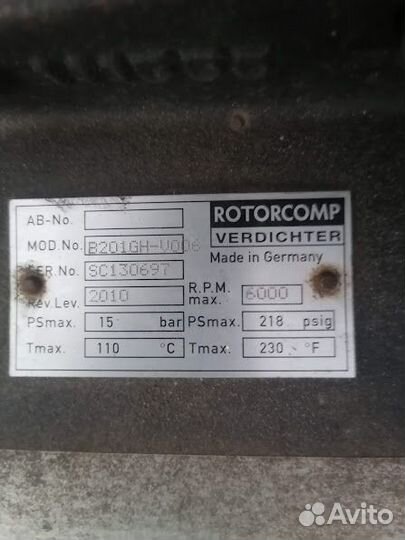 AB-No.
ROTORCOMP
VERDICHTER
MOD.No. B201GH-V006
Made in Germany
SER.No. SC130697
Rev.Lev. 2010 R.P.M. max. 6000
PSmax. 15 bar PSmax. 218 psig
Tmax. 110 °C Tmax. 230 °F
Avito